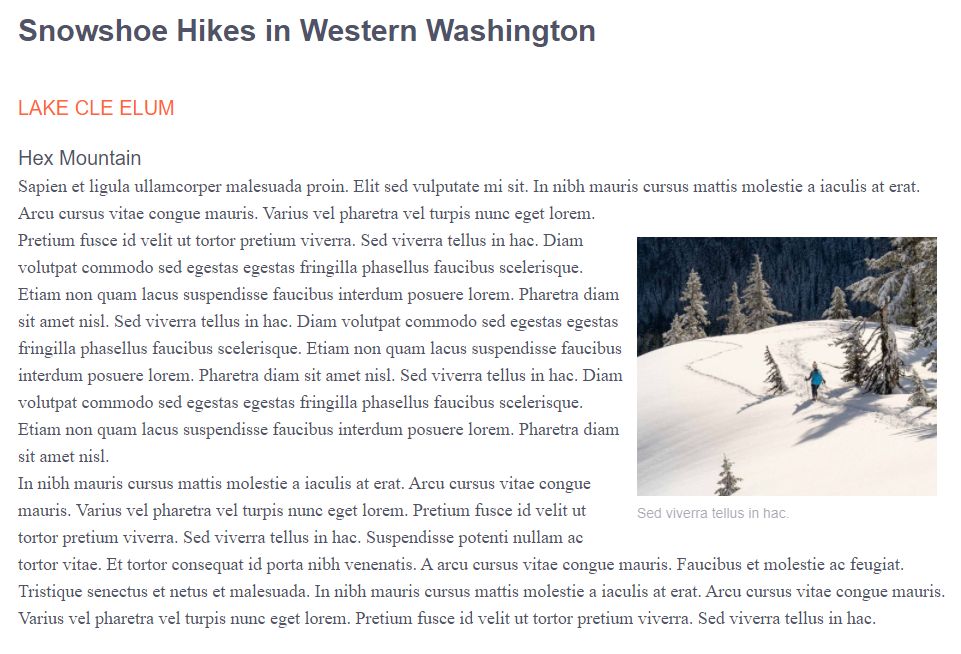 Snowshoe Hikes in Western Washington
LAKE CLE ELUM
Hex Mountain
Sapien et ligula ullamcorper malesuada proin. Elit sed vulputate mi sit. In nibh mauris cursus mattis molestie a iaculis at erat.
Arcu cursus vitae congue mauris. Varius vel pharetra vel turpis nunc eget lorem.
Pretium fusce id velit ut tortor pretium viverra. Sed viverra tellus in hac. Diam
volutpat commodo sed egestas egestas fringilla phasellus faucibus scelerisque.
Etiam non quam lacus suspendisse faucibus interdum posuere lorem. Pharetra diam
sit amet nisl. Sed viverra tellus in hac. Diam volutpat commodo sed egestas egestas
fringilla phasellus faucibus scelerisque. Etiam non quam lacus suspendisse faucibus
interdum posuere lorem. Pharetra diam sit amet nisl. Sed viverra tellus in hac. Diam
volutpat commodo sed egestas egestas fringilla phasellus faucibus scelerisque.
Etiam non quam lacus suspendisse faucibus interdum posuere lorem. Pharetra diam
sit amet nisl.
In nibh mauris cursus mattis molestie a iaculis at erat. Arcu cursus vitae congue
mauris. Varius vel pharetra vel turpis nunc eget lorem. Pretium fusce id velit ut
tortor pretium viverra. Sed viverra tellus in hac. Suspendisse potenti nullam ac
tortor vitae. Et tortor consequat id porta nibh venenatis. A arcu cursus vitae congue mauris. Faucibus et molestie ac feugiat.
Tristique senectus et netus et malesuada. In nibh mauris cursus mattis molestie a iaculis at erat. Arcu cursus vitae congue mauris.
Varius vel pharetra vel turpis nunc eget lorem. Pretium fusce id velit ut tortor pretium viverra. Sed viverra tellus in hac.
Sed viverra tellus in hac.